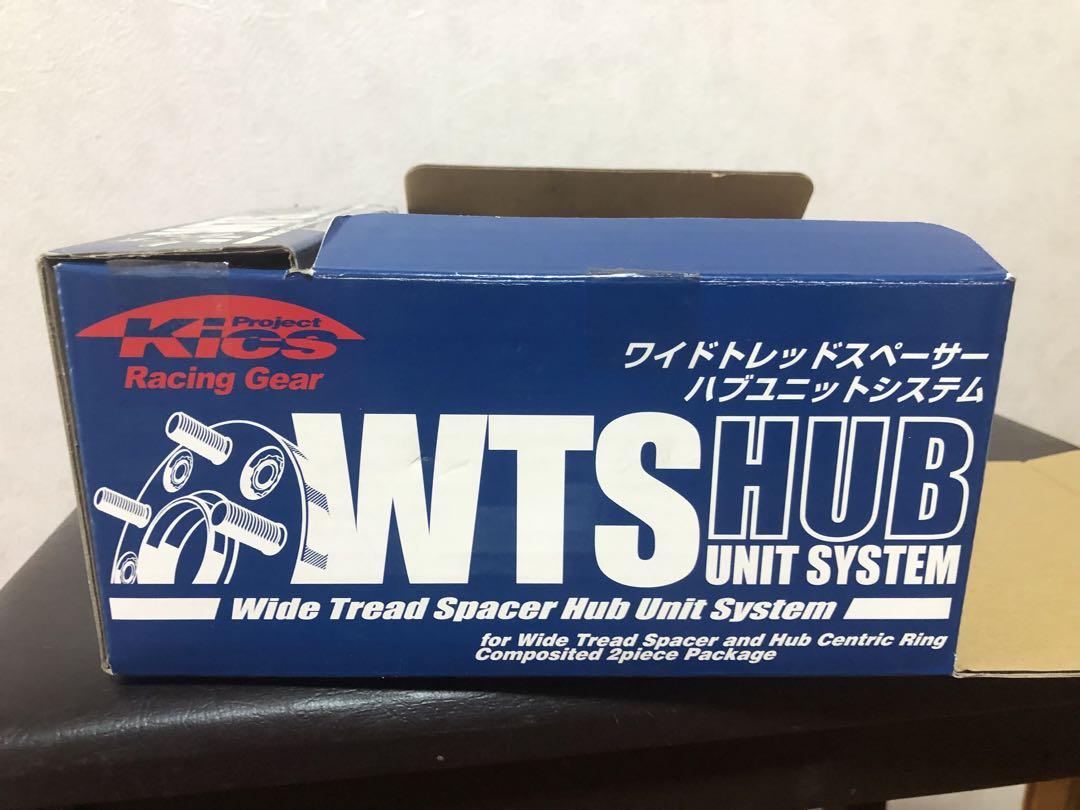 Project
Kics
Racing Gear
ワイドトレッドスペーサー
ハブユニットシステム
WTS HUB
UNIT SYSTEM
Wide Tread Spacer Hub Unit System
for Wide Tread Spacer and Hub Centric Ring
Composited 2piece Package